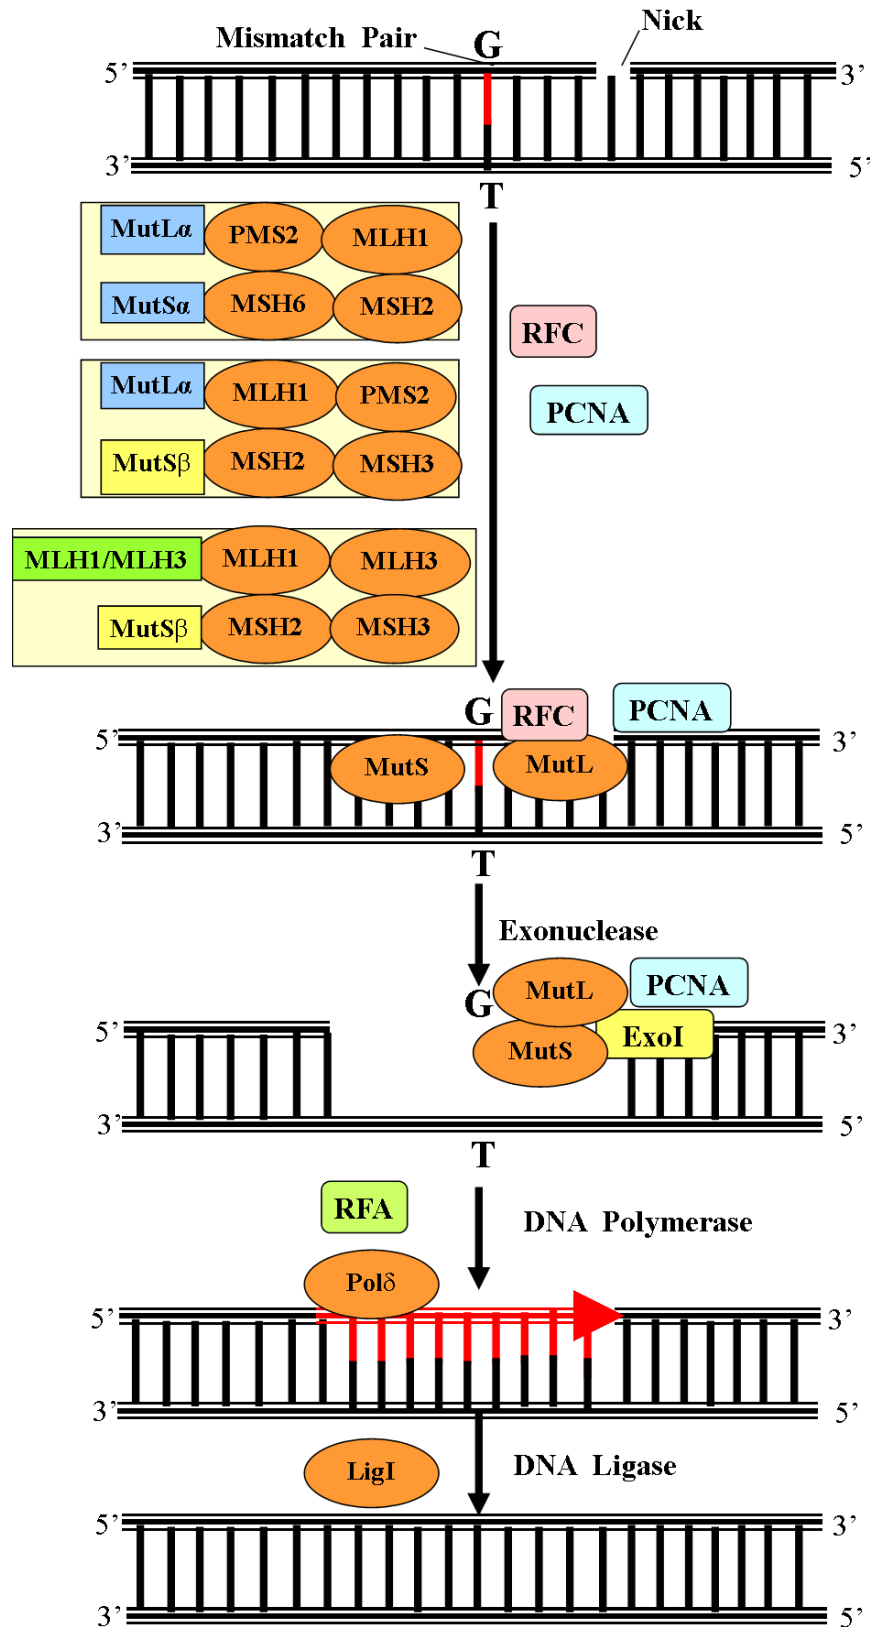 Mismatch Pair
G
Nick
5’
3’
3’
5’
T
MutLα
PMS2
MLH1
MutSα
MSH6
MSH2
RFC
MutLα
MLH1
PMS2
PCNA
MutSβ
MSH2
MSH3
MLH1/MLH3
MLH1
MLH3
MutSβ
MSH2
MSH3
G
RFC
PCNA
5’
3’
MutS
MutL
3’
5’
T
Exonuclease
G
MutL
PCNA
5’
3’
MutS
ExoI
3’
5’
T
RFA
DNA Polymerase
Polδ
5’
3’
3’
5’
LigI
DNA Ligase
5’
3’
3’
5’